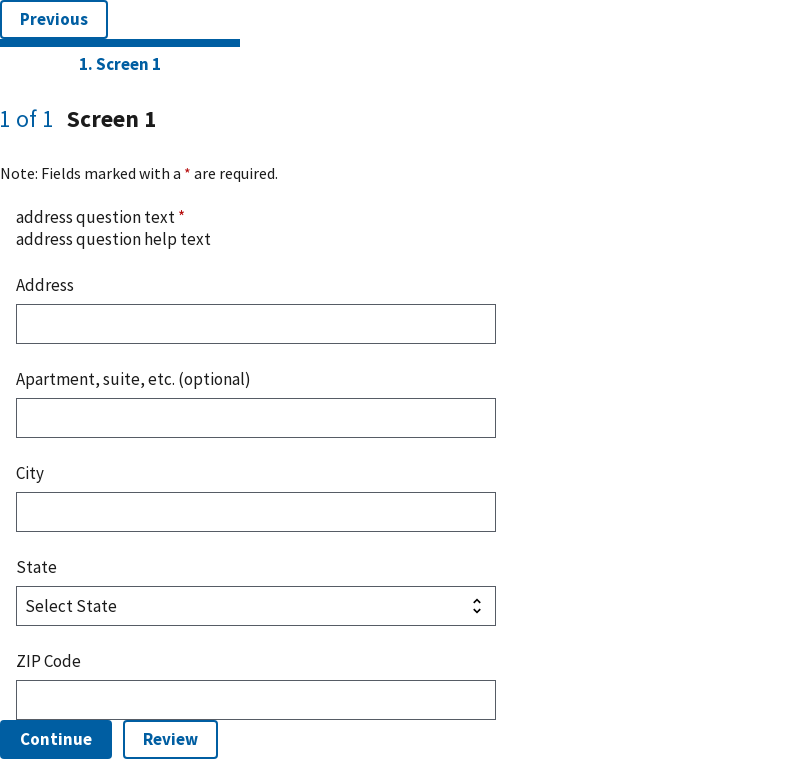 Previous
1. Screen 1
1 of 1 Screen 1
Note: Fields marked with a * are required.
address question text *
address question help text
Address
Apartment, suite, etc. (optional)
City
State
Select State
ZIP Code
Continue Review